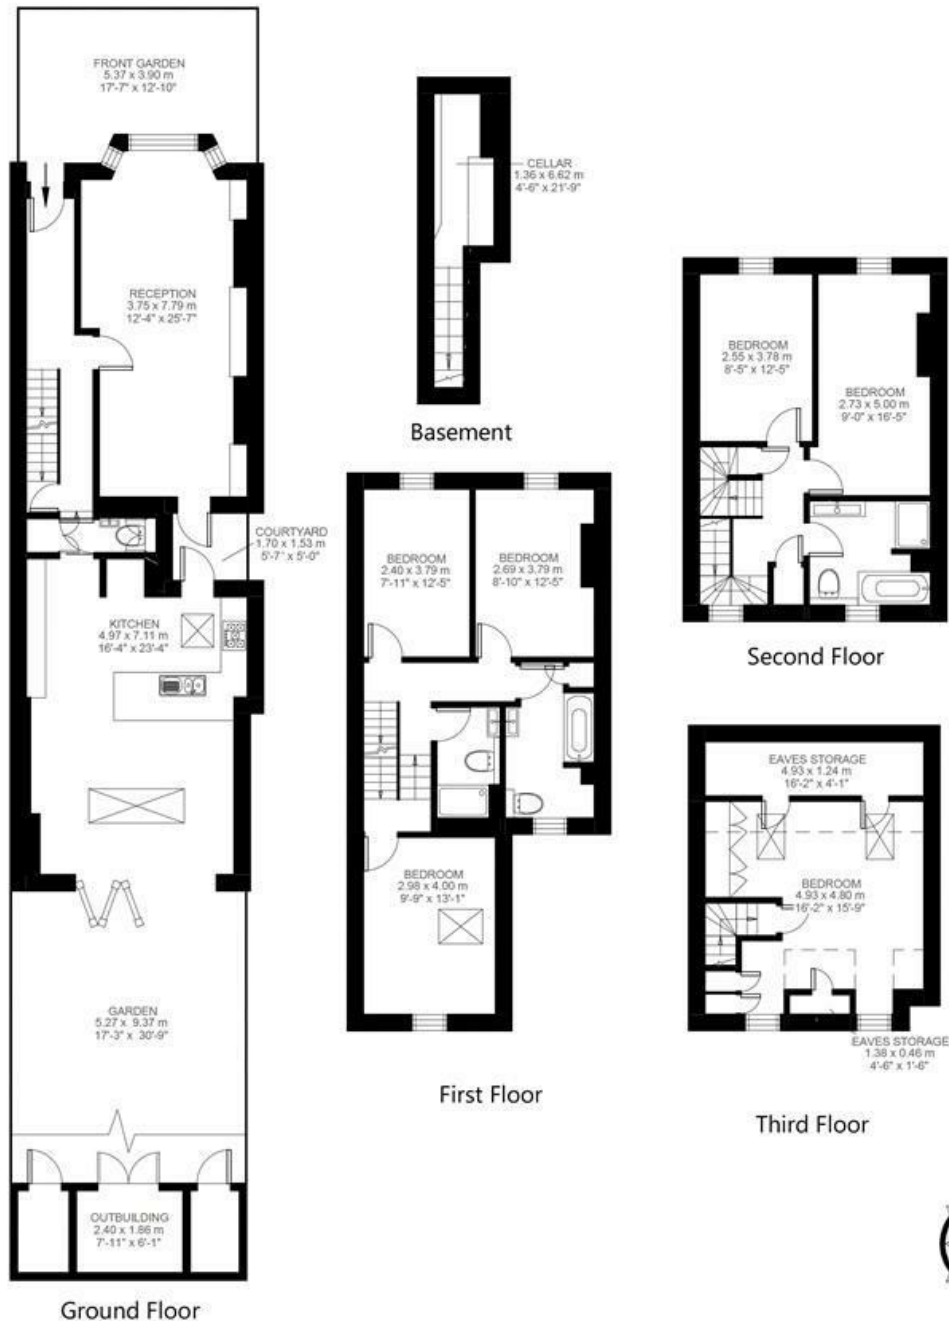 FRONT GARDEN
5.37 x 3.90 m
17'-7" x 12'-10"
RECEPTION
3.75 x 7.79 m
12'-4" x 25'-7"
COURTYARD
1.70 x 1.53 m
5'-7" x 5'-0"
KITCHEN
4.97 x 7.11 m
16'-4" x 23'-4"
GARDEN
5.27 x 9.37 m
17'-3" x 30'-9"
OUTBUILDING
2.40 x 1.86 m
7'-11" x 6'-1"
Ground Floor
CELLAR
1.36 x 6.62 m
4'-6" x 21'-9"
Basement
BEDROOM
2.40 x 3.79 m
7'-11" x 12'-5"
BEDROOM
2.69 x 3.79 m
8'-10" x 12'-5"
BEDROOM
2.98 x 4.00 m
9'-9" x 13'-1"
First Floor
BEDROOM
2.55 x 3.78 m
8'-5" x 12'-5"
BEDROOM
2.73 x 5.00 m
9'-0" x 16'-5"
Second Floor
EAVES STORAGE
4.93 x 1.24 m
16'-2" x 4'-1"
BEDROOM
4.93 x 4.80 m
16'-2" x 15'-9"
EAVES STORAGE
1.38 x 0.46 m
4'-6" x 1'-6"
Third Floor